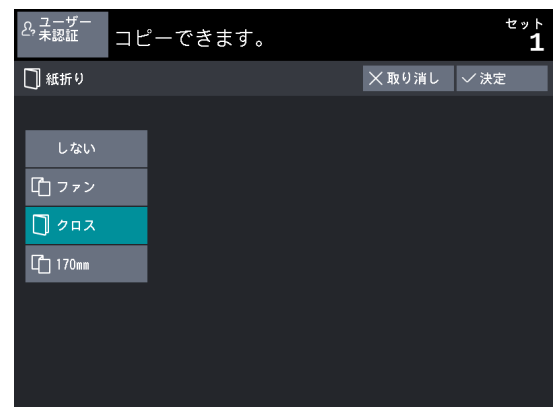 ユーザー
未認証
コピーできます。
セット
1
紙折り
取り消し
決定
しない
ファン
クロス
170㎜